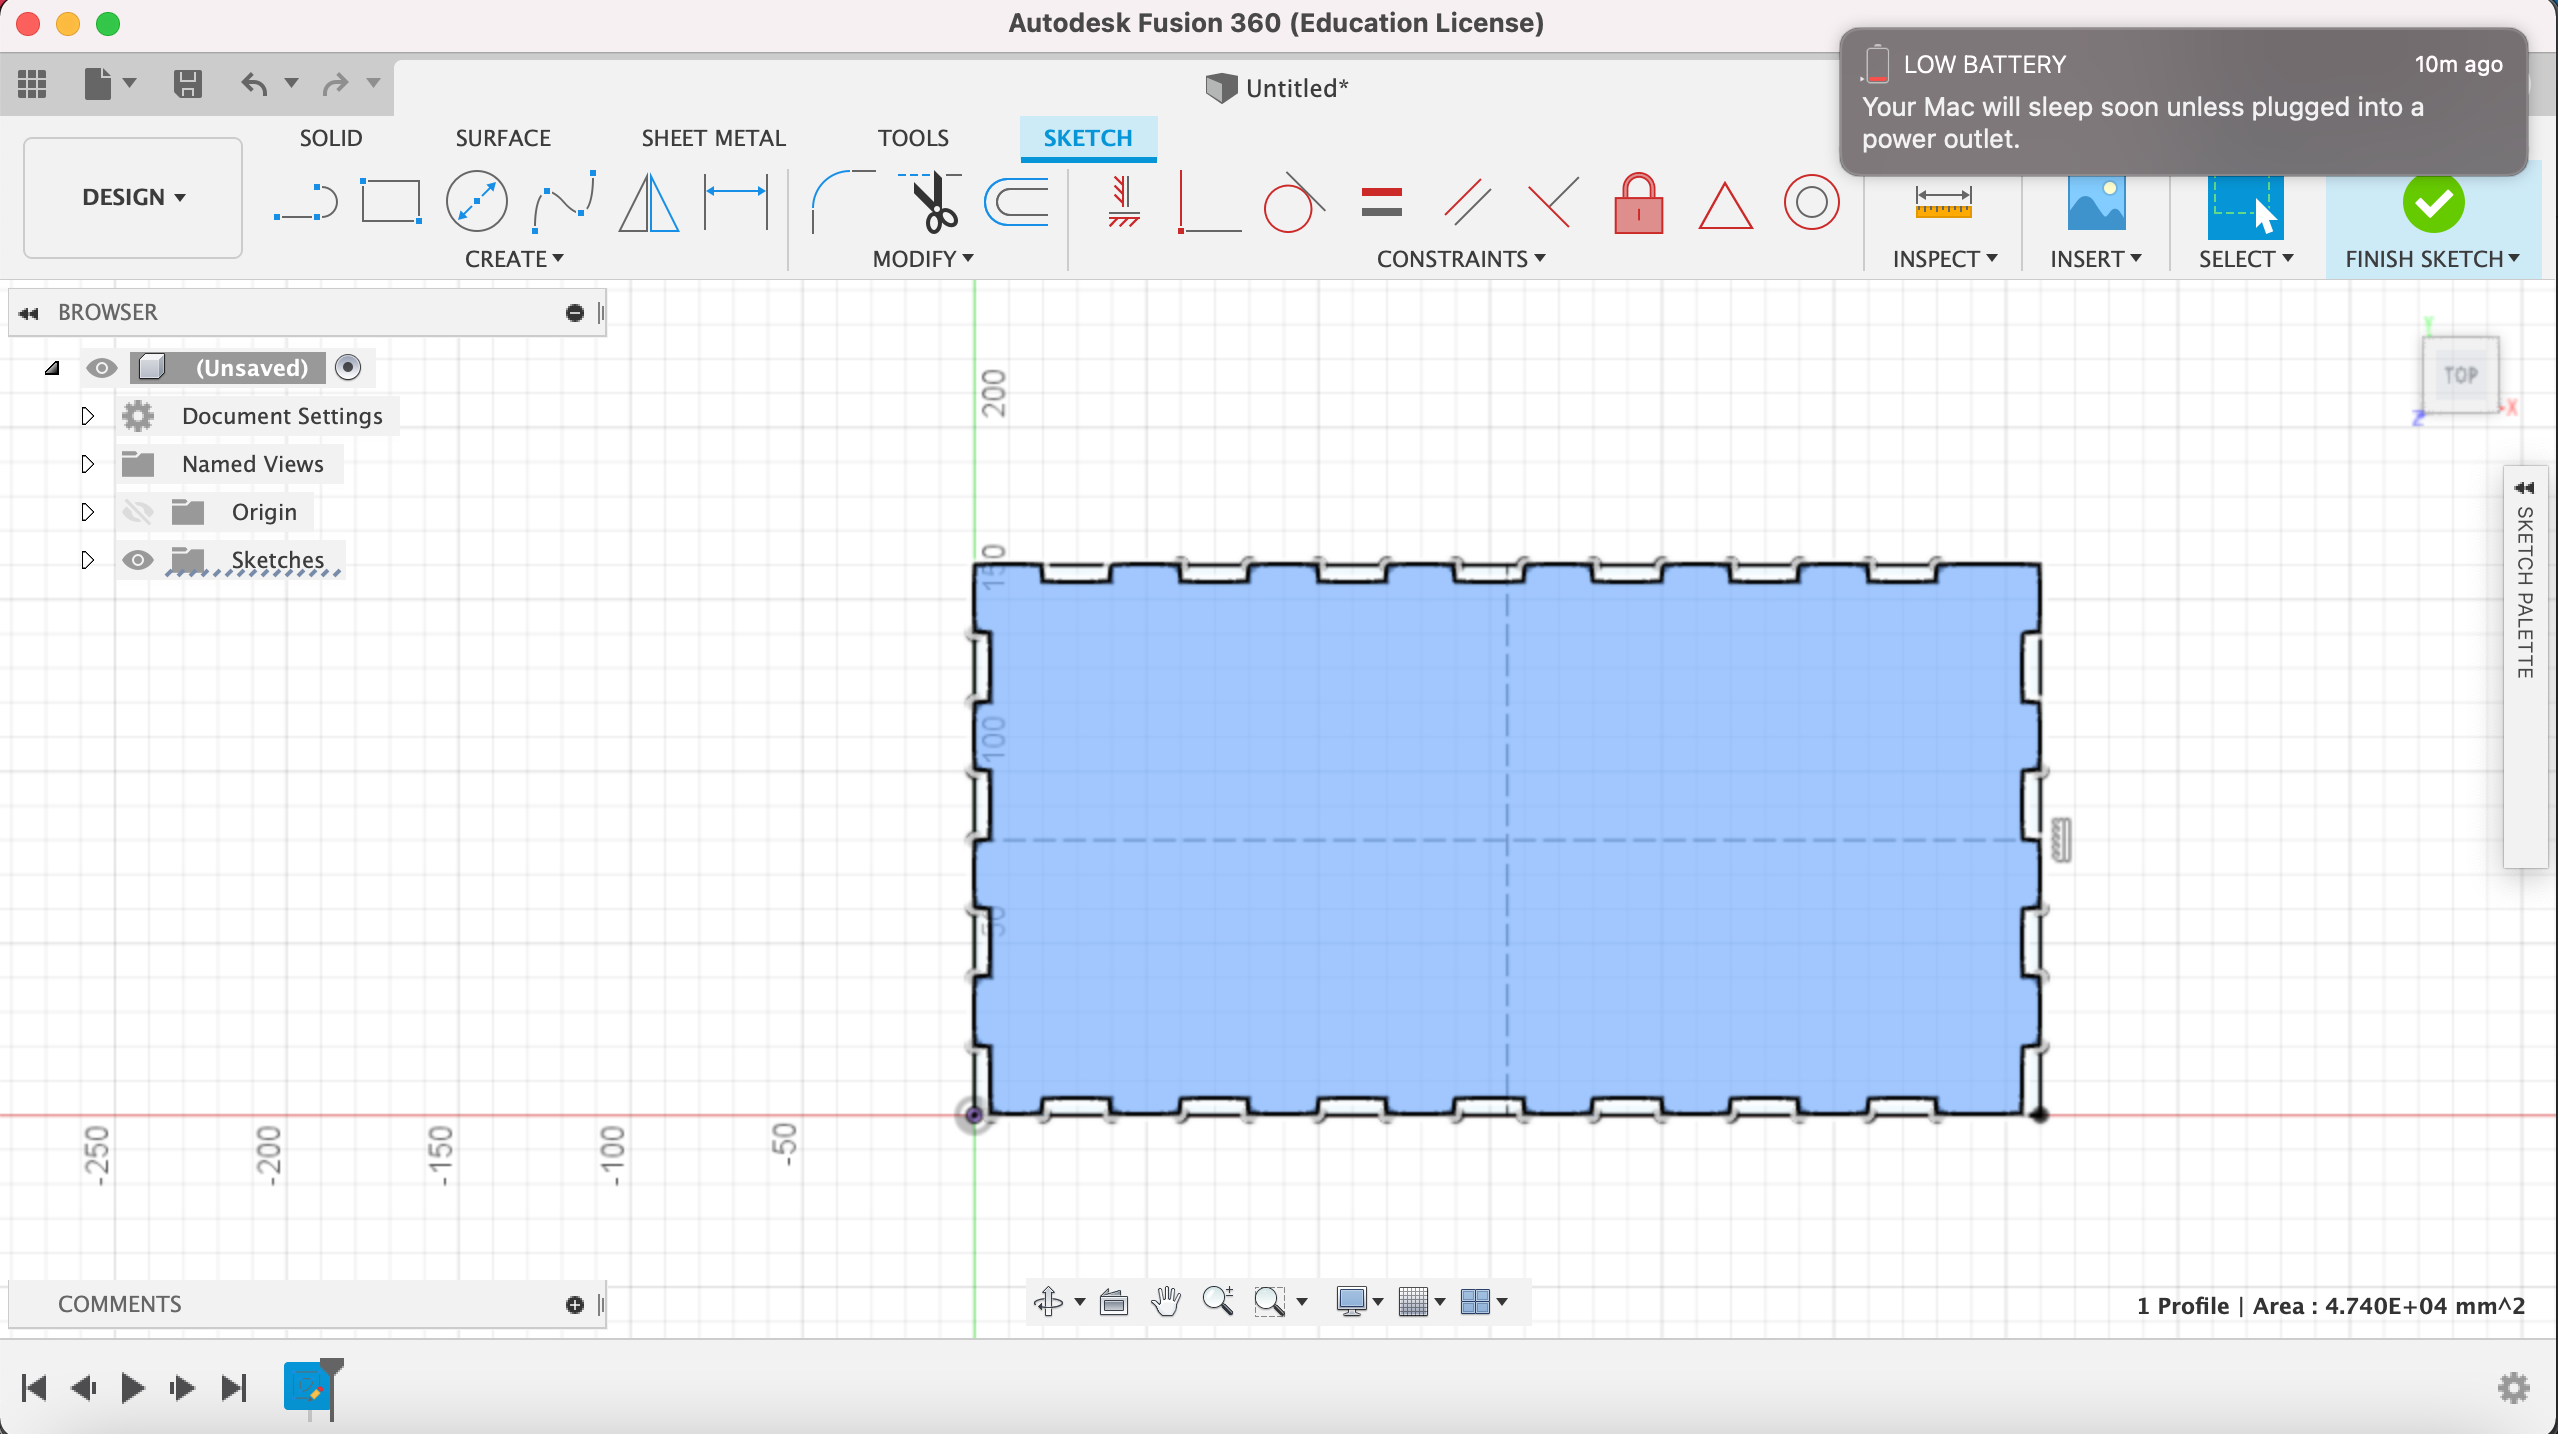 Autodesk Fusion 360 (Education License)
LOW BATTERY
10m ago
Your Mac will sleep soon unless plugged into a
power outlet.
Untitled*
SOLID
SURFACE
SHEET METAL
TOOLS
SKETCH
DESIGN
CREATE
MODIFY
CONSTRAINTS
INSPECT
INSERT
SELECT
FINISH SKETCH
BROWSER
(Unsaved)
Document Settings
Named Views
Origin
Sketches
Y
TOP
X
Z
SKETCH PALETTE
200
150
100
50
-250
-200
-150
-100
-50
COMMENTS
1 Profile | Area : 4.740E+04 mm^2